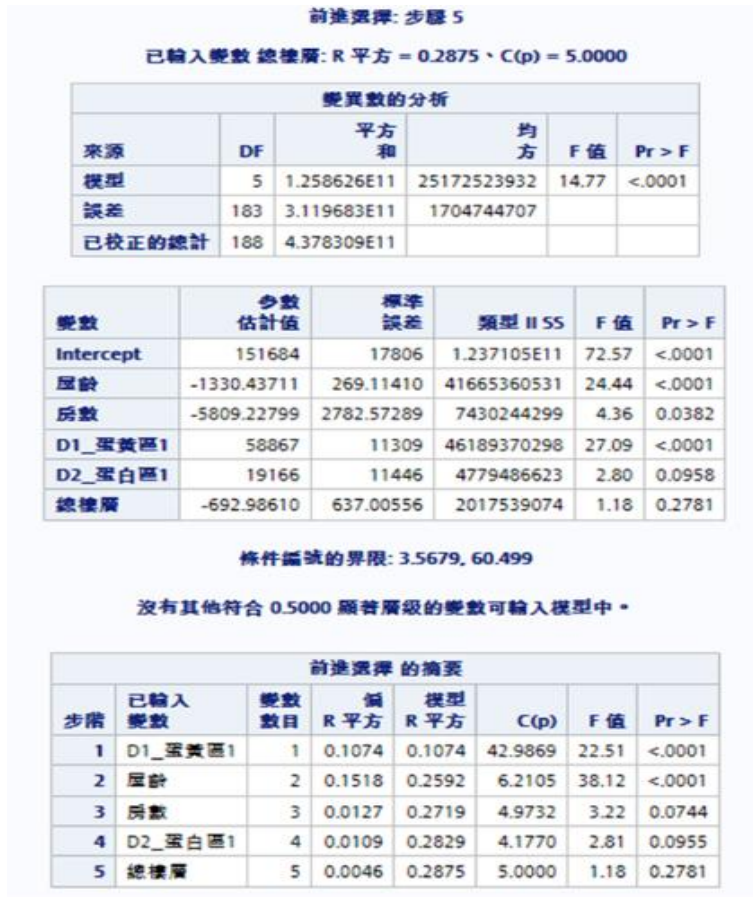 前進選擇: 步驟 5
已輸入變數 總樓層: R 平方 = 0.2875、C(p) = 5.0000
變異數的分析
來源 DF 平方和 均方 F 值 Pr > F
模型 5 1.258626E11 25172523932 14.77 <.0001
誤差 183 3.119683E11 1704744707
已校正的總計 188 4.378309E11
變數 參數估計值 標準誤差 類型 II SS F 值 Pr > F
Intercept 151684 17806 1.237105E11 72.57 <.0001
屋齡 -1330.43711 269.11410 41665360531 24.44 <.0001
房數 -5809.22799 2782.57289 7430244299 4.36 0.0382
D1_蛋黃區1 58867 11309 46189370298 27.09 <.0001
D2_蛋白區1 19166 11446 4779486623 2.80 0.0958
總樓層 -692.98610 637.00556 2017539074 1.18 0.2781
條件編號的界限: 3.5679, 60.499
沒有其他符合 0.5000 顯著層級的變數可輸入模型中。
前進選擇 的摘要
步階 已輸入變數 變數數目 偏 R 平方 模型 R 平方 C(p) F 值 Pr > F
1 D1_蛋黃區1 1 0.1074 0.1074 42.9869 22.51 <.0001
2 屋齡 2 0.1518 0.2592 6.2105 38.12 <.0001
3 房數 3 0.0127 0.2719 4.9732 3.22 0.0744
4 D2_蛋白區1 4 0.0109 0.2829 4.1770 2.81 0.0955
5 總樓層 5 0.0046 0.2875 5.0000 1.18 0.2781